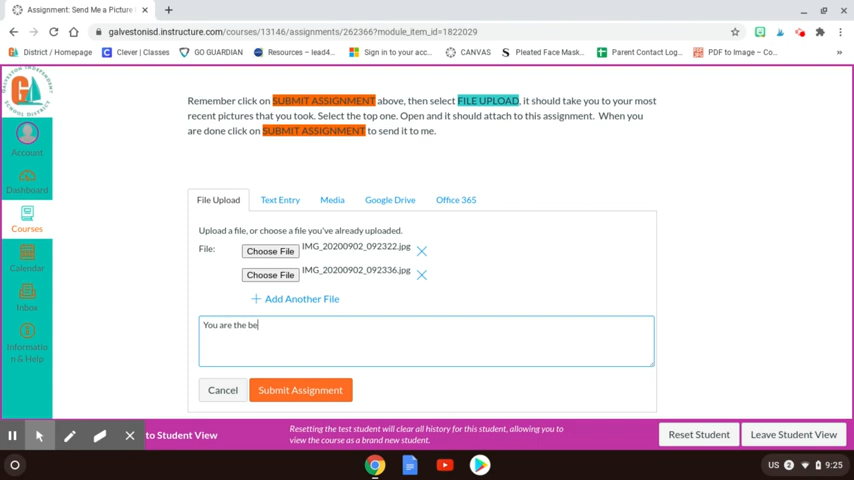 Assignment: Send Me a Picture
galvestonisd.instructure.com/courses/13146/assignments/262366?module_item_id=1822029
District / Homepage
Clever | Classes
GO GUARDIAN
Resources – lead4...
Sign in to your acc...
CANVAS
Pleated Face Mask...
Parent Contact Log...
PDF to Image – Co...
»
GALVESTON INDEPENDENT
SCHOOL DISTRICT
Account
Dashboard
Courses
Calendar
Inbox
Informatio
n & Help
Remember click on SUBMIT ASSIGNMENT above, then select FILE UPLOAD, it should take you to your most
recent pictures that you took. Select the top one. Open and it should attach to this assignment. When you
are done click on SUBMIT ASSIGNMENT to send it to me.
File Upload Text Entry Media Google Drive Office 365
Upload a file, or choose a file you've already uploaded.
File: Choose File IMG_20200902_092322.jpg
Choose File IMG_20200902_092336.jpg
Add Another File
You are the be
Cancel Submit Assignment
to Student View
Resetting the test student will clear all history for this student, allowing you to
view the course as a brand new student.
Reset Student Leave Student View
US 2 9:25